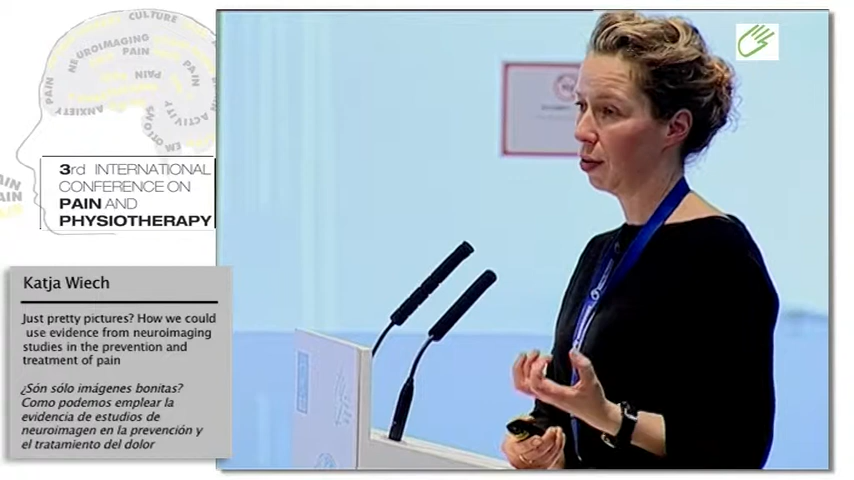 CULTURE
NEUROIMAGING
PAIN
PAIN
PAIN
PAIN
ANXIETY
ACTIVITY
EMOTION
PAIN
PAIN
3rd INTERNATIONAL
CONFERENCE ON
PAIN AND
PHYSIOTHERAPY
Katja Wiech
Just pretty pictures? How we could
use evidence from neuroimaging
studies in the prevention and
treatment of pain
¿Són sólo imágenes bonitas?
Como podemos emplear la
evidencia de estudios de
neuroimagen en la prevención y
el tratamiento del dolor